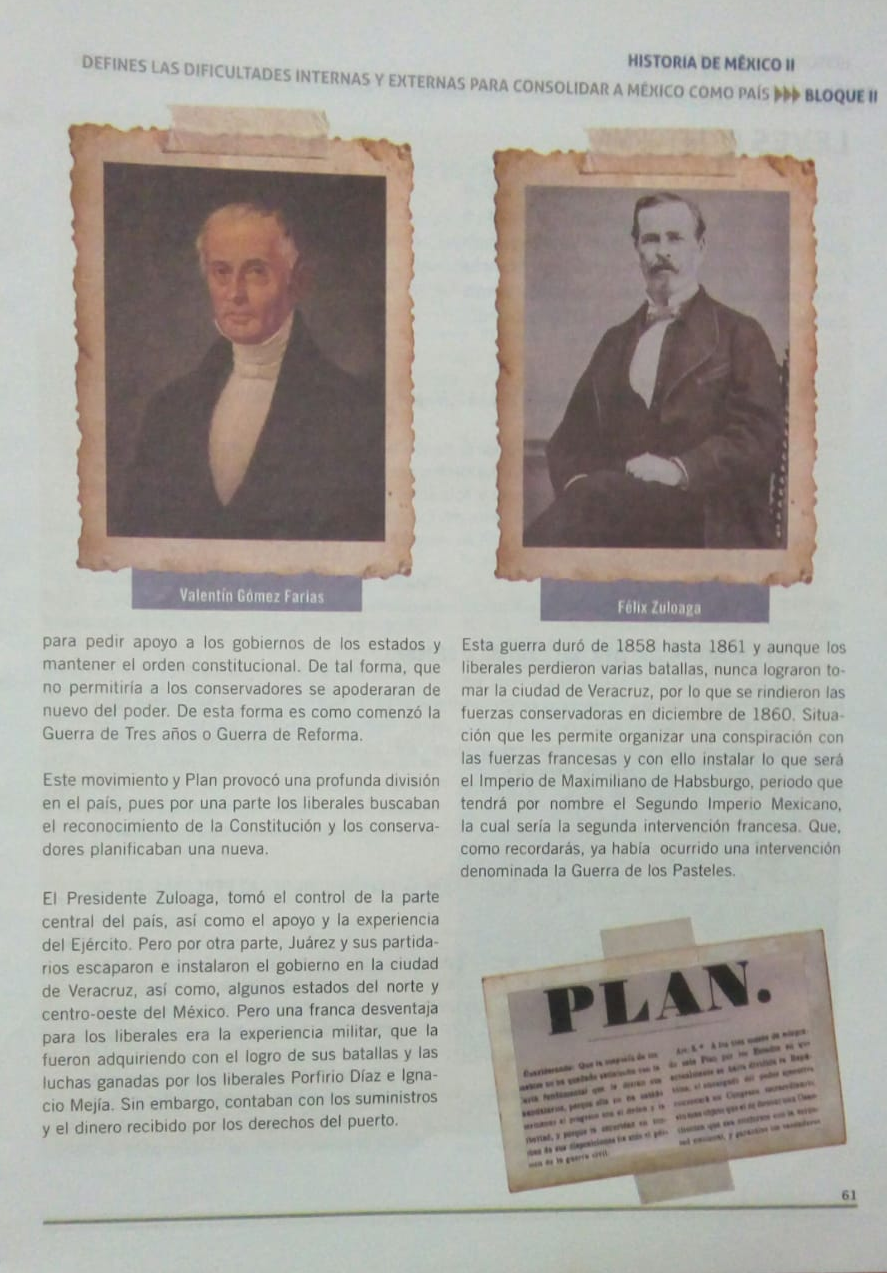 HISTORIA DE MÉXICO II
DEFINES LAS DIFICULTADES INTERNAS Y EXTERNAS PARA CONSOLIDAR A MÉXICO COMO PAÍS ▶▶▶ BLOQUE II
Valentín Gómez Farías
Félix Zuloaga
para pedir apoyo a los gobiernos de los estados y
mantener el orden constitucional. De tal forma, que
no permitiría a los conservadores se apoderaran de
nuevo del poder. De esta forma es como comenzó la
Guerra de Tres años o Guerra de Reforma.
Este movimiento y Plan provocó una profunda división
en el país, pues por una parte los liberales buscaban
el reconocimiento de la Constitución y los conserva-
dores planificaban una nueva.
El Presidente Zuloaga, tomó el control de la parte
central del país, así como el apoyo y la experiencia
del Ejército. Pero por otra parte, Juárez y sus partida-
rios escaparon e instalaron el gobierno en la ciudad
de Veracruz, así como, algunos estados del norte y
centro-oeste del México. Pero una franca desventaja
para los liberales era la experiencia militar, que la
fueron adquiriendo con el logro de sus batallas y las
luchas ganadas por los liberales Porfirio Díaz e Igna-
cio Mejía. Sin embargo, contaban con los suministros
y el dinero recibido por los derechos del puerto.
Esta guerra duró de 1858 hasta 1861 y aunque los
liberales perdieron varias batallas, nunca lograron to-
mar la ciudad de Veracruz, por lo que se rindieron las
fuerzas conservadoras en diciembre de 1860. Situa-
ción que les permite organizar una conspiración con
las fuerzas francesas y con ello instalar lo que será
el Imperio de Maximiliano de Habsburgo, periodo que
tendrá por nombre el Segundo Imperio Mexicano,
la cual sería la segunda intervención francesa. Que,
como recordarás, ya había ocurrido una intervención
denominada la Guerra de los Pasteles.
PLAN.
61